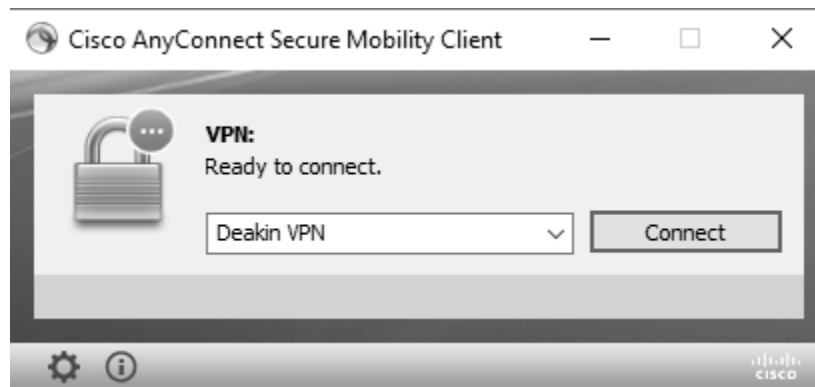 Cisco AnyConnect Secure Mobility Client
VPN:
Ready to connect.
Deakin VPN
Connect
CISCO